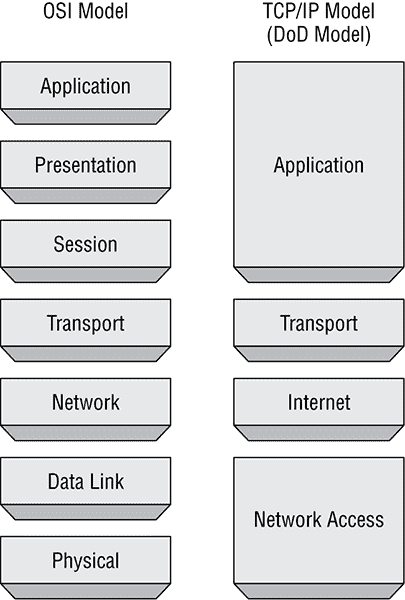 OSI Model
Application
Presentation
Session
Transport
Network
Data Link
Physical
TCP/IP Model
(DoD Model)
Application
Transport
Internet
Network Access